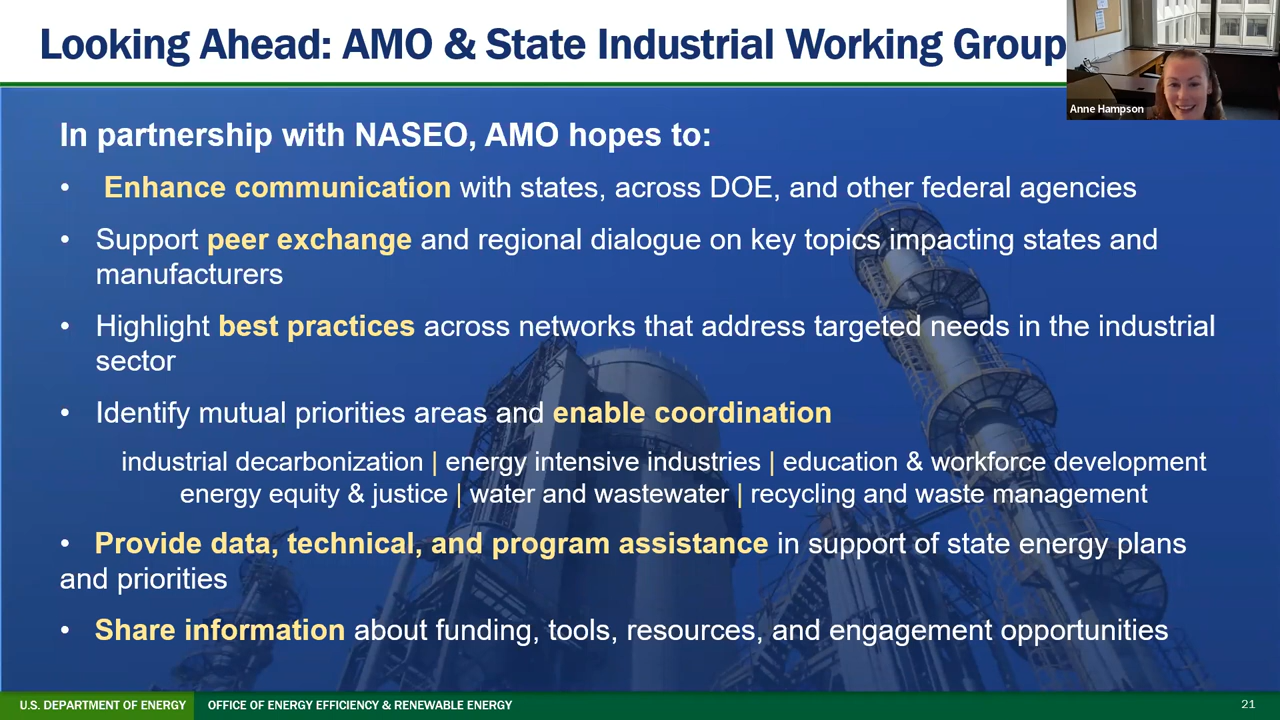 Looking Ahead: AMO & State Industrial Working Group
Anne Hampson
In partnership with NASEO, AMO hopes to:
• Enhance communication with states, across DOE, and other federal agencies
• Support peer exchange and regional dialogue on key topics impacting states and
manufacturers
• Highlight best practices across networks that address targeted needs in the industrial
sector
• Identify mutual priorities areas and enable coordination
industrial decarbonization | energy intensive industries | education & workforce development
energy equity & justice | water and wastewater | recycling and waste management
• Provide data, technical, and program assistance in support of state energy plans
and priorities
• Share information about funding, tools, resources, and engagement opportunities
U.S. DEPARTMENT OF ENERGY OFFICE OF ENERGY EFFICIENCY & RENEWABLE ENERGY 21